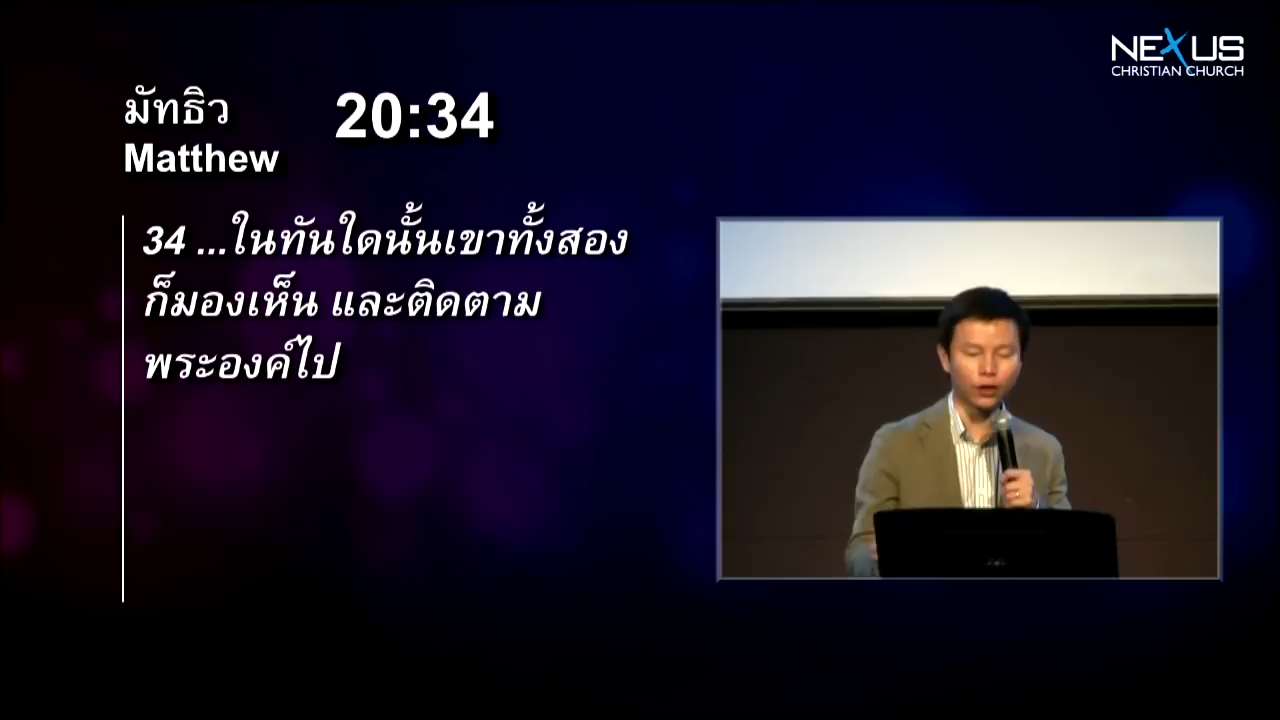 NEXUS
CHRISTIAN CHURCH
มัทธิว
20:34
Matthew
34 ...ในทันใดนั้นเขาทั้งสอง
ก็มองเห็น และติดตาม
พระองค์ไป